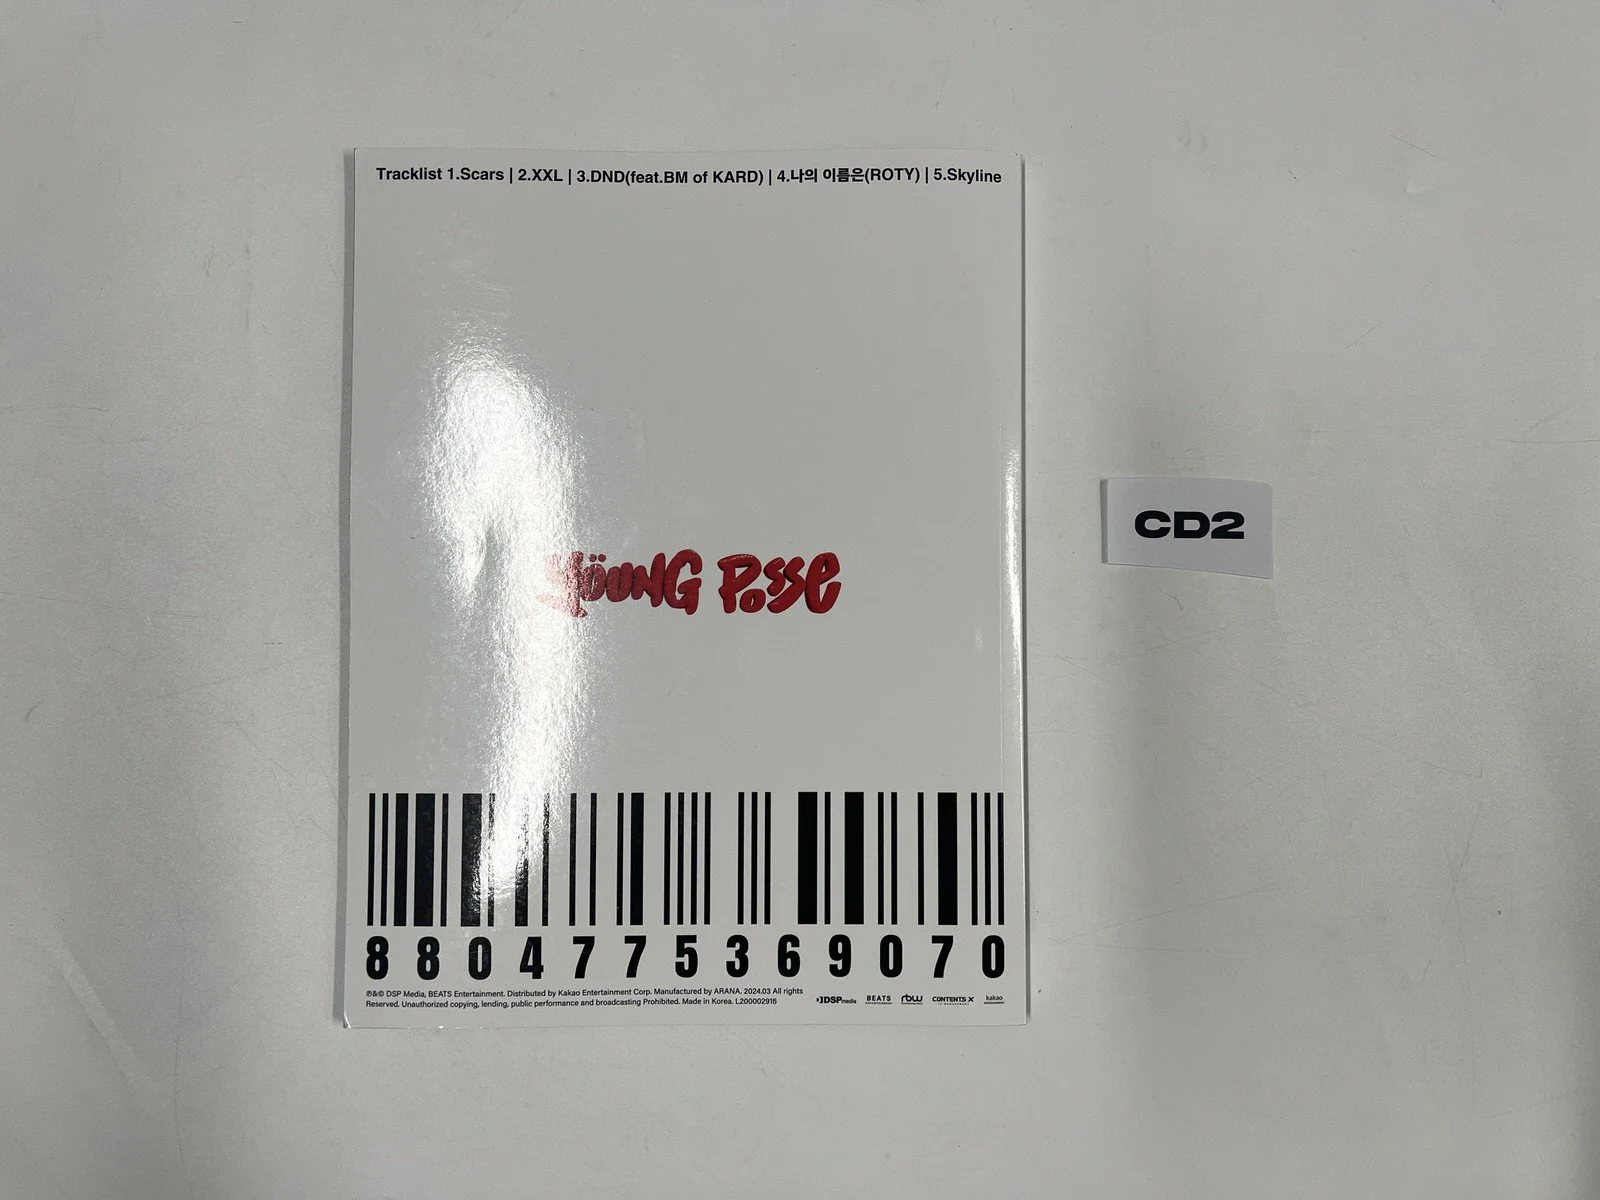 Tracklist 1.Scars | 2.XXL | 3.DND(feat.BM of KARD) | 4.나의 이름은(ROTY) | 5.Skyline
YÖUNG POSSE
CD2
8804775369070
℗&© DSP Media, BEATS Entertainment. Distributed by Kakao Entertainment Corp. Manufactured by ARANA. 2024.03 All rights
Reserved. Unauthorized copying, lending, public performance and broadcasting Prohibited. Made in Korea. L200002916
DSPmedia
BEATS
ENTERTAINMENT
rbw
CONTENTS X
kakao